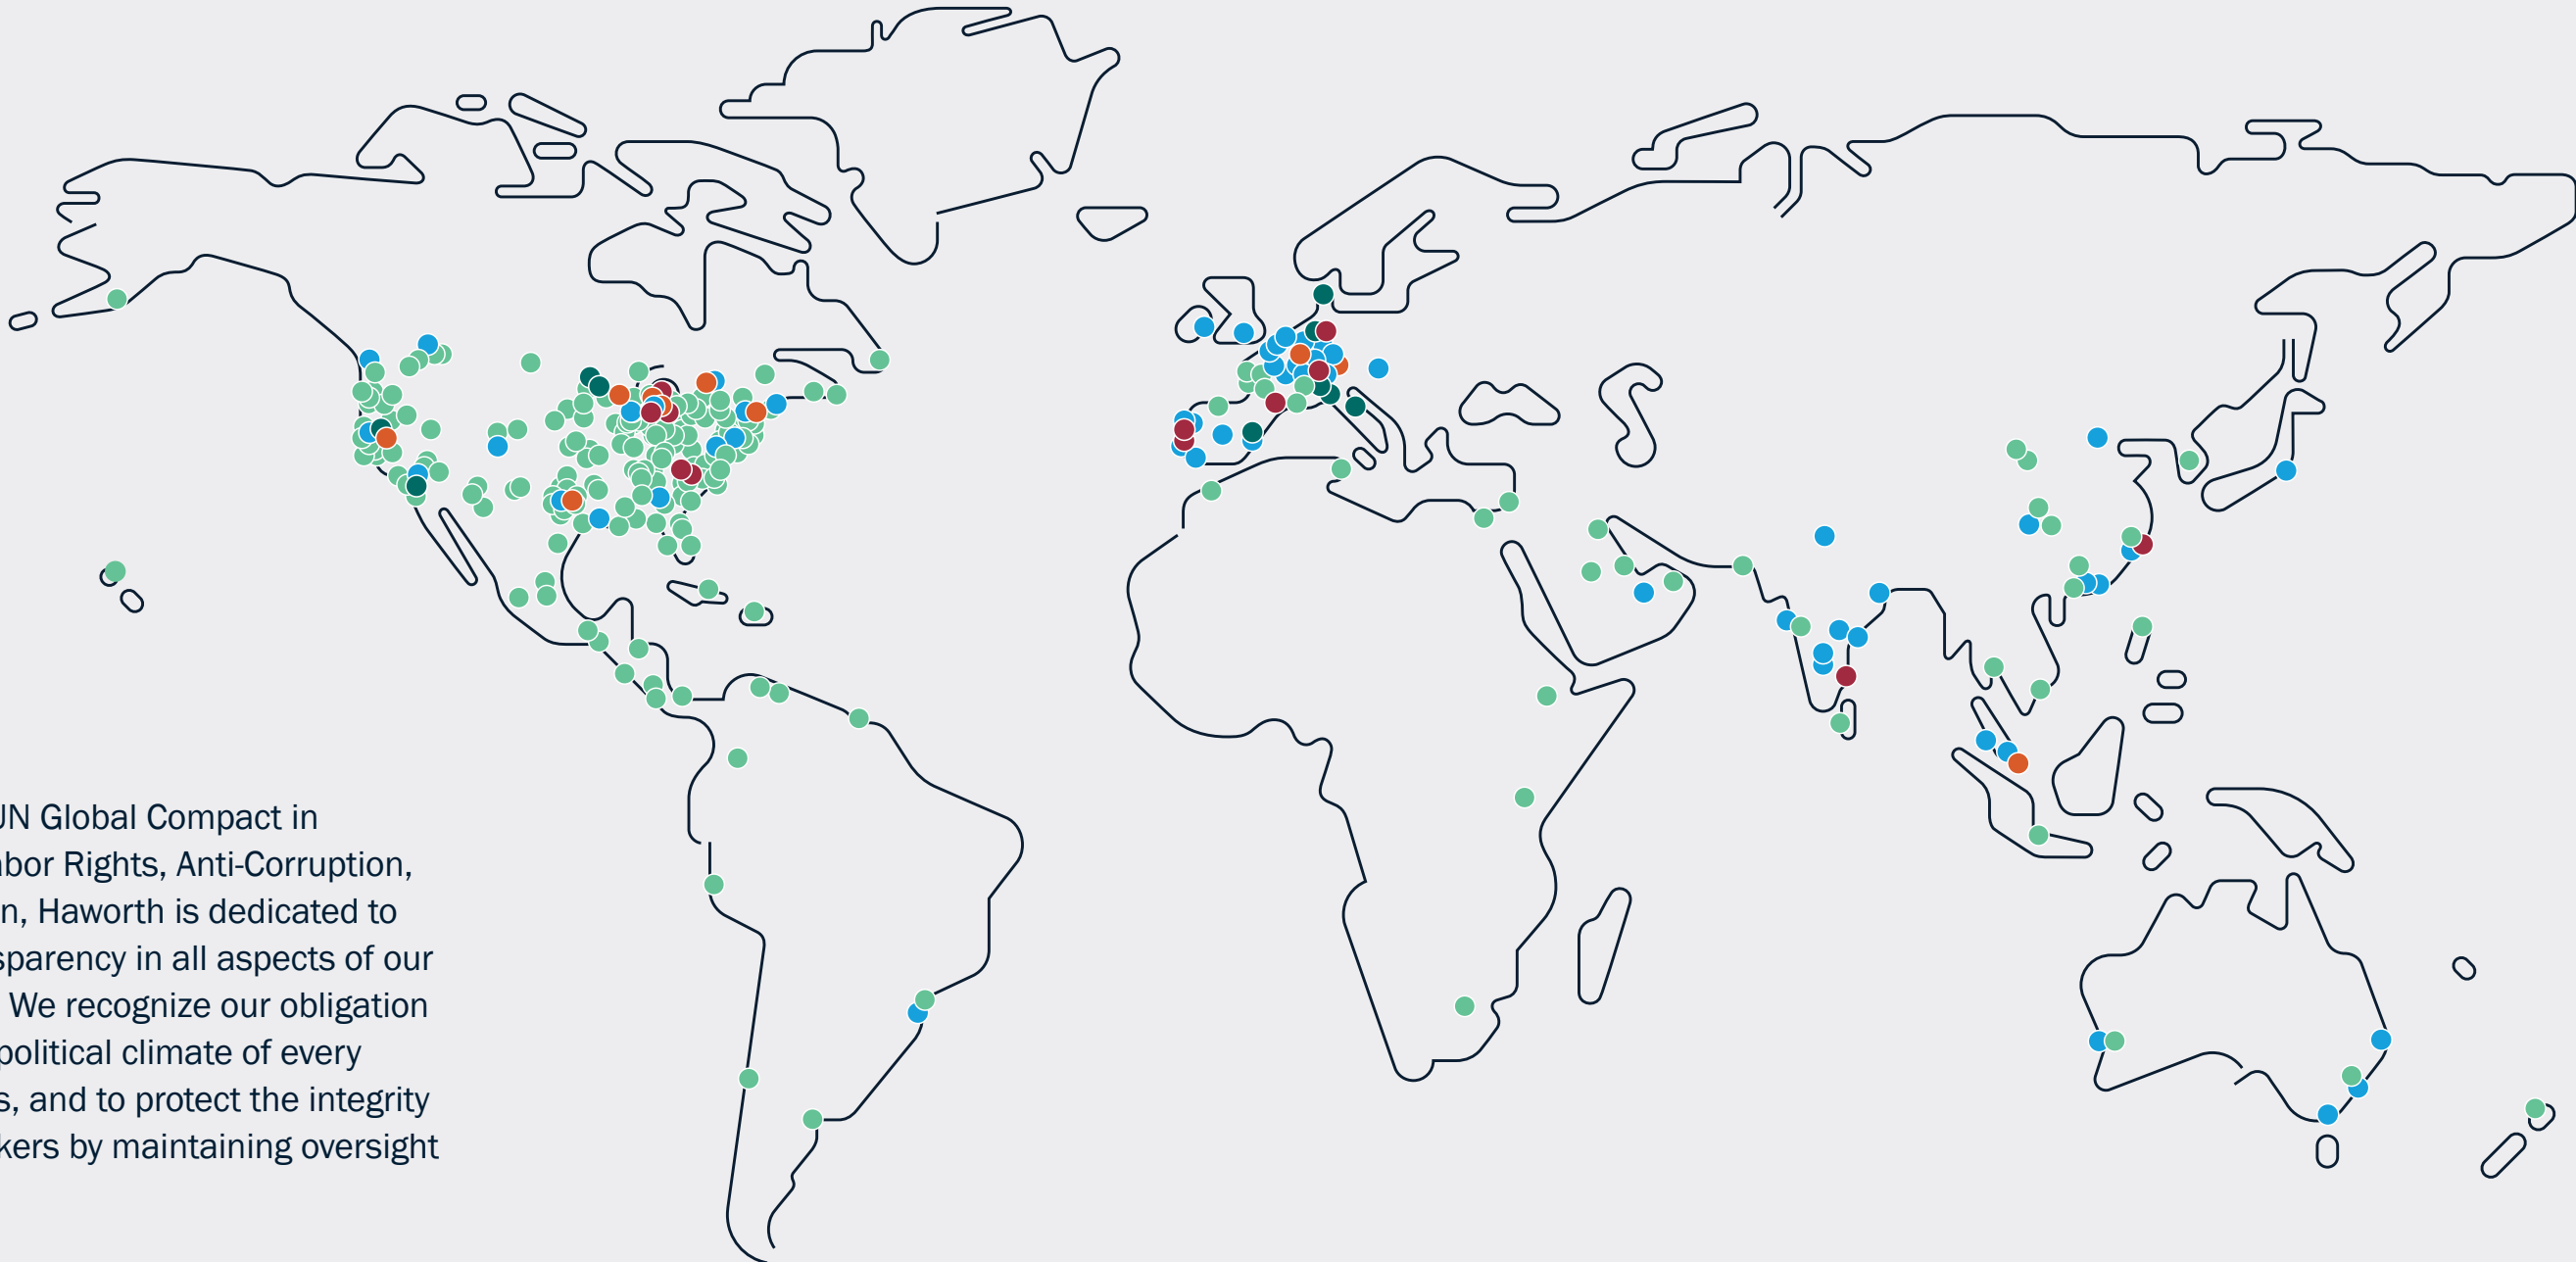 UN Global Compact in
Labor Rights, Anti-Corruption,
n, Haworth is dedicated to
sparency in all aspects of our
We recognize our obligation
political climate of every
s, and to protect the integrity
kers by maintaining oversight